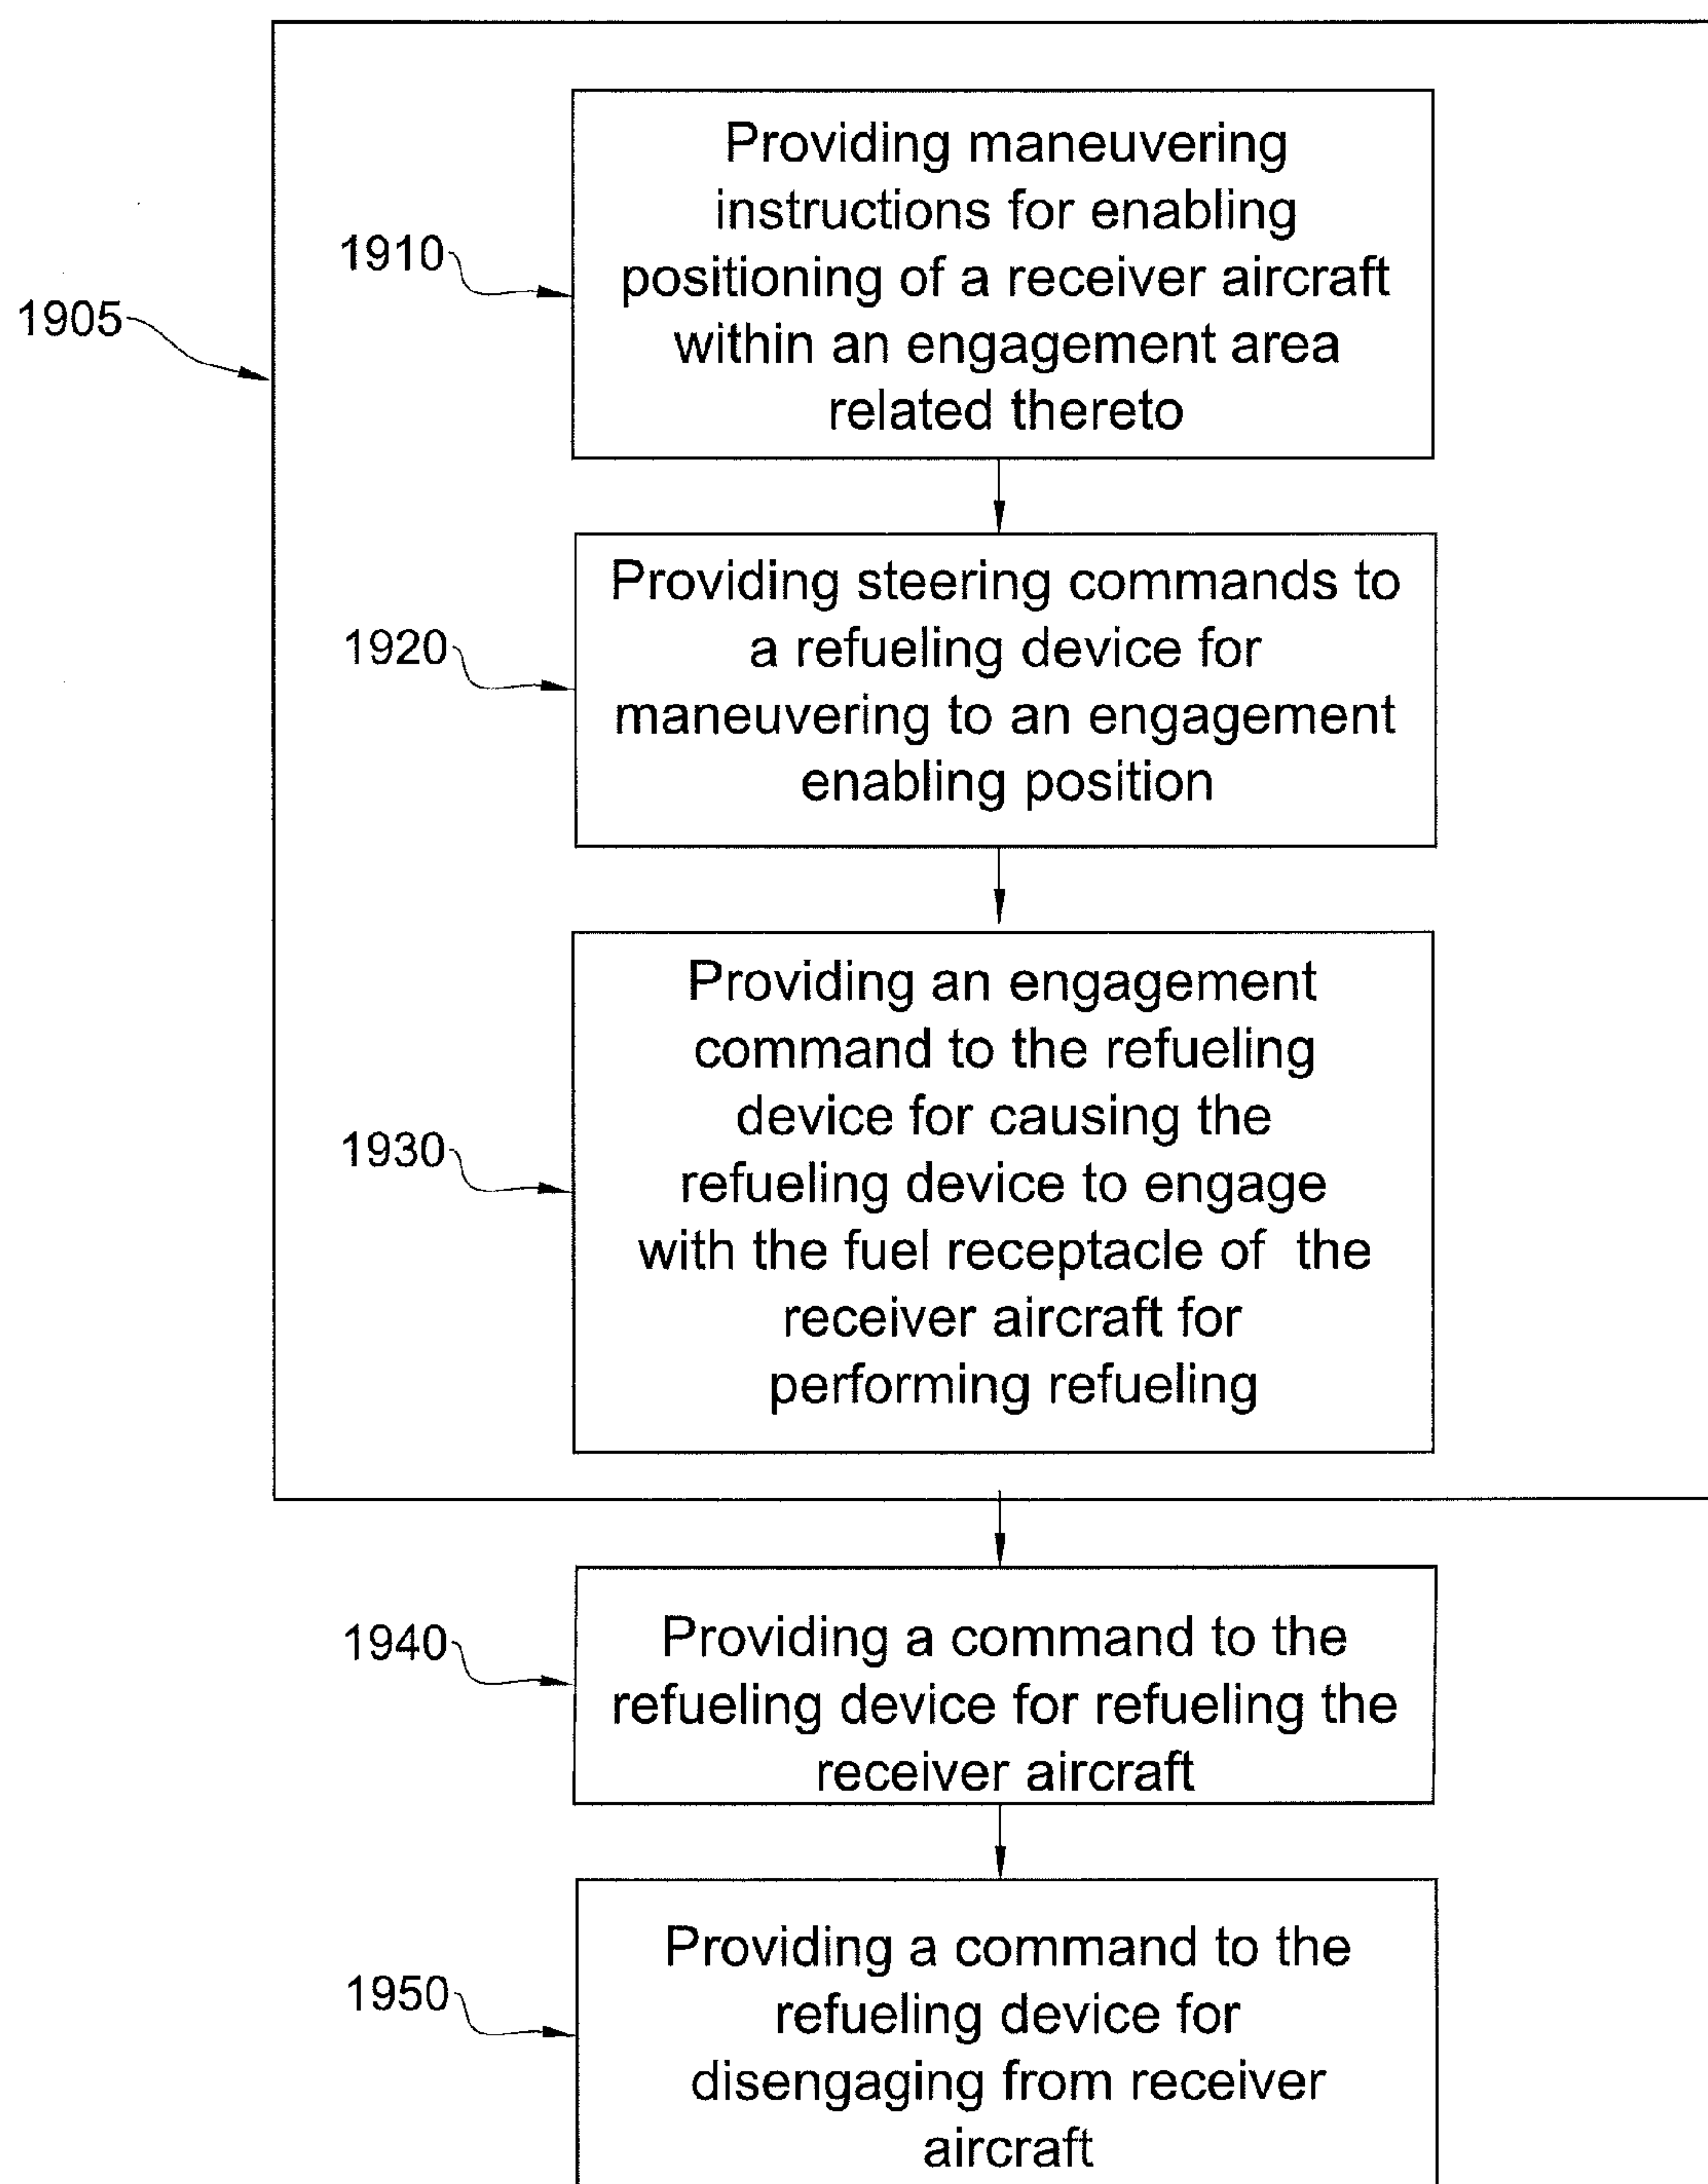 Providing maneuvering
instructions for enabling
positioning of a receiver aircraft
within an engagement area
related thereto
1910
1905
Providing steering commands to
a refueling device for
maneuvering to an engagement
enabling position
1920
Providing an engagement
command to the refueling
device for causing the
refueling device to engage
with the fuel receptacle of the
receiver aircraft for
performing refueling
1930
Providing a command to the
refueling device for refueling the
receiver aircraft
1940
Providing a command to the
refueling device for
disengaging from receiver
aircraft
1950